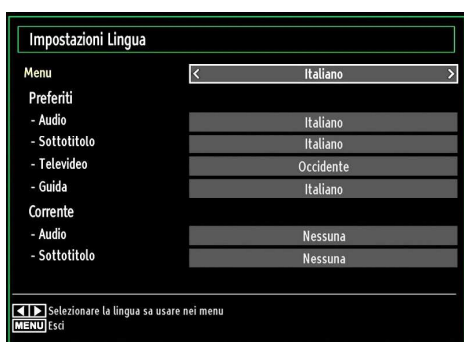 Impostazioni Lingua
Menu < Italiano >
Preferiti
- Audio Italiano
- Sottotitolo Italiano
- Televideo Occidente
- Guida Italiano
Corrente
- Audio Nessuna
- Sottotitolo Nessuna
Selezionare la lingua sa usare nei menu
MENU Esci